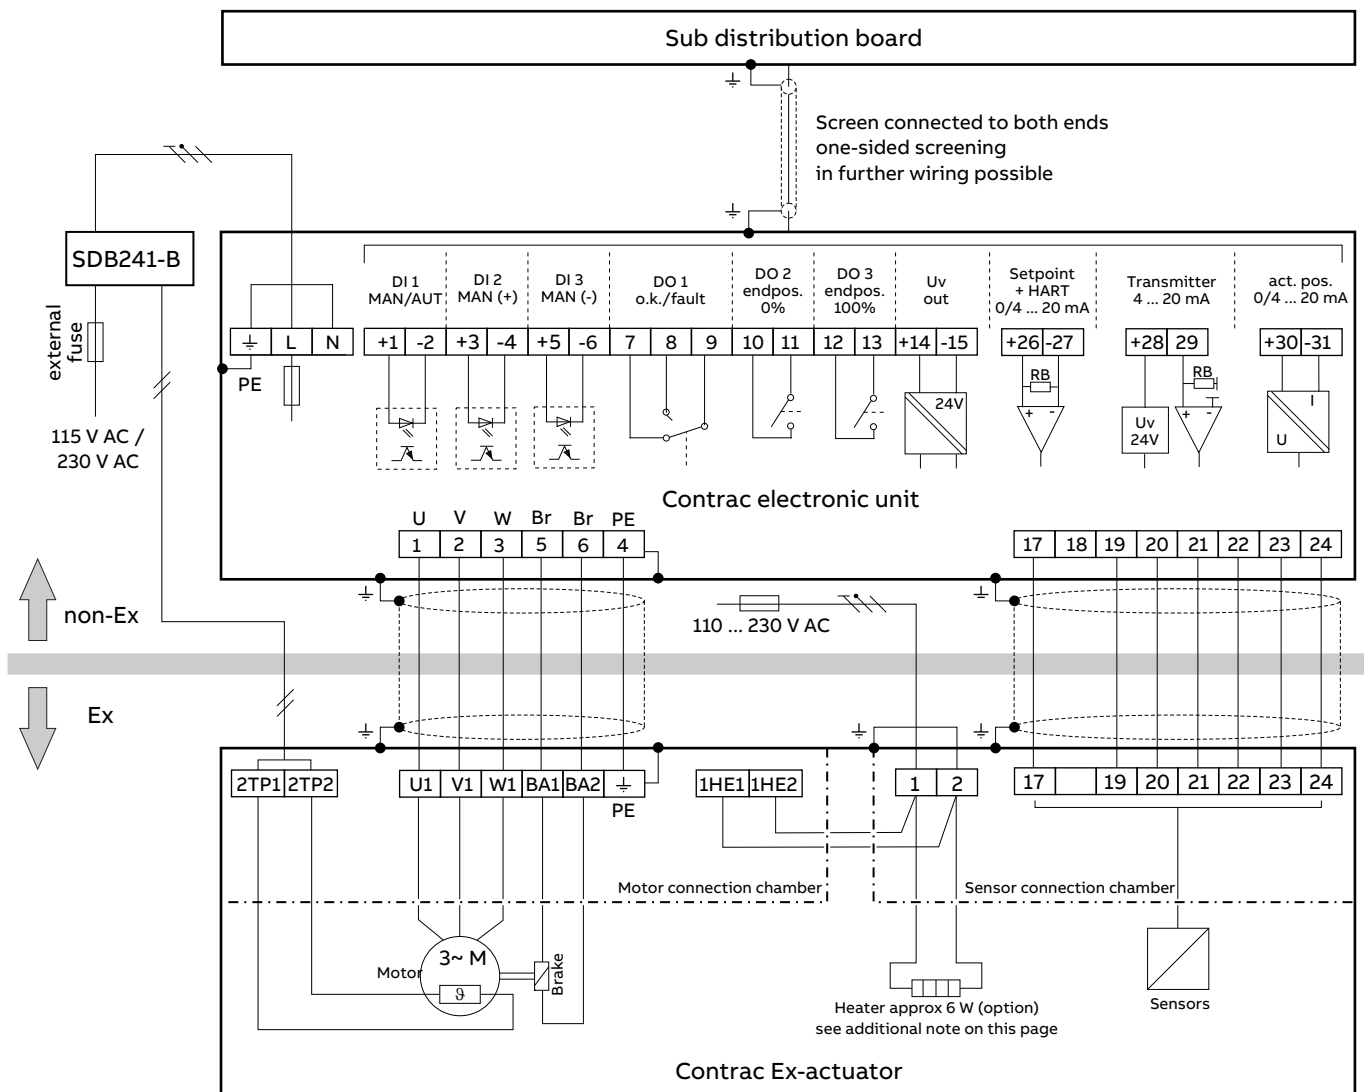 Sub distribution board
Screen connected to both ends
one-sided screening
in further wiring possible
SDB241-B
external
fuse
115 V AC /
230 V AC
DI 1
MAN/AUT
DI 2
MAN (+)
DI 3
MAN (-)
DO 1
o.k./fault
DO 2
endpos.
0%
DO 3
endpos.
100%
Uv
out
Setpoint
+ HART
0/4 ... 20 mA
Transmitter
4 ... 20 mA
act. pos.
0/4 ... 20 mA
L N
+1 -2 +3 -4 +5 -6 7 8 9 10 11 12 13 +14 -15 +26 -27 +28 29 +30 -31
PE
RB
RB
24V
+ -
Uv
24V
+ -
I
U
Contrac electronic unit
U V W Br Br PE
1 2 3 5 6 4
17 18 19 20 21 22 23 24
non-Ex
110 ... 230 V AC
Ex
2TP1 2TP2
U1 V1 W1 BA1 BA2
PE
1HE1 1HE2
1 2
17 19 20 21 22 23 24
Motor connection chamber
Sensor connection chamber
3~ M
Motor
ϑ
Brake
Heater approx 6 W (option)
see additional note on this page
Sensors
Contrac Ex-actuator